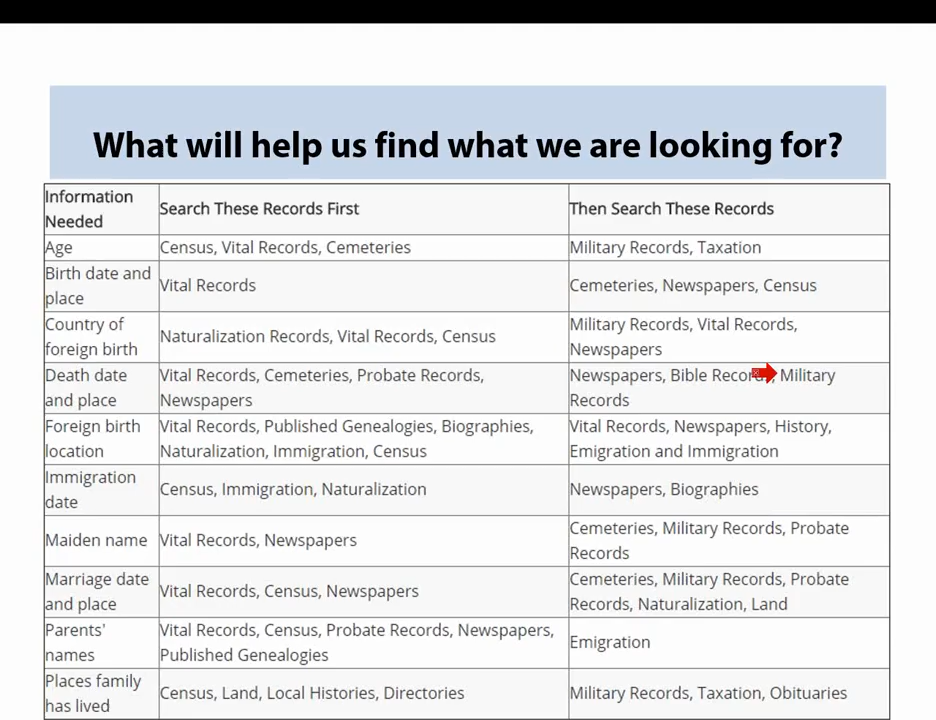 What will help us find what we are looking for?
Information
Needed
Search These Records First
Then Search These Records
Age
Census, Vital Records, Cemeteries
Military Records, Taxation
Birth date and
place
Vital Records
Cemeteries, Newspapers, Census
Country of
foreign birth
Naturalization Records, Vital Records, Census
Military Records, Vital Records,
Newspapers
Death date
and place
Vital Records, Cemeteries, Probate Records,
Newspapers
Newspapers, Bible Records, Military
Records
Foreign birth
location
Vital Records, Published Genealogies, Biographies,
Naturalization, Immigration, Census
Vital Records, Newspapers, History,
Emigration and Immigration
Immigration
date
Census, Immigration, Naturalization
Newspapers, Biographies
Maiden name
Vital Records, Newspapers
Cemeteries, Military Records, Probate
Records
Marriage date
and place
Vital Records, Census, Newspapers
Cemeteries, Military Records, Probate
Records, Naturalization, Land
Parents'
names
Vital Records, Census, Probate Records, Newspapers,
Published Genealogies
Emigration
Places family
has lived
Census, Land, Local Histories, Directories
Military Records, Taxation, Obituaries